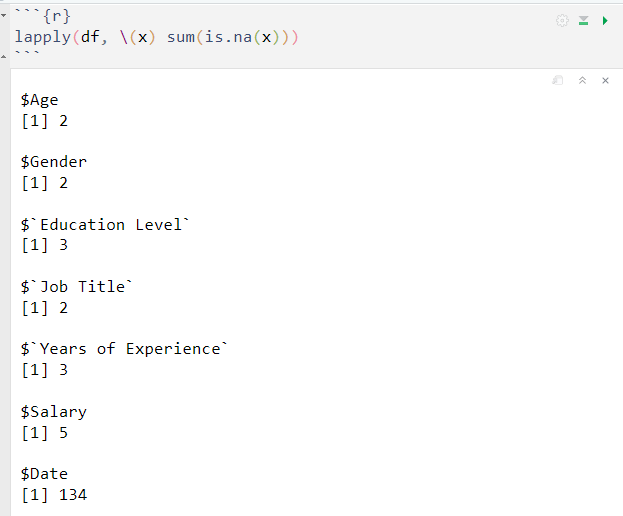 ```{r}
lapply(df, \(x) sum(is.na(x)))
```
$Age
[1] 2
$Gender
[1] 2
$`Education Level`
[1] 3
$`Job Title`
[1] 2
$`Years of Experience`
[1] 3
$Salary
[1] 5
$Date
[1] 134